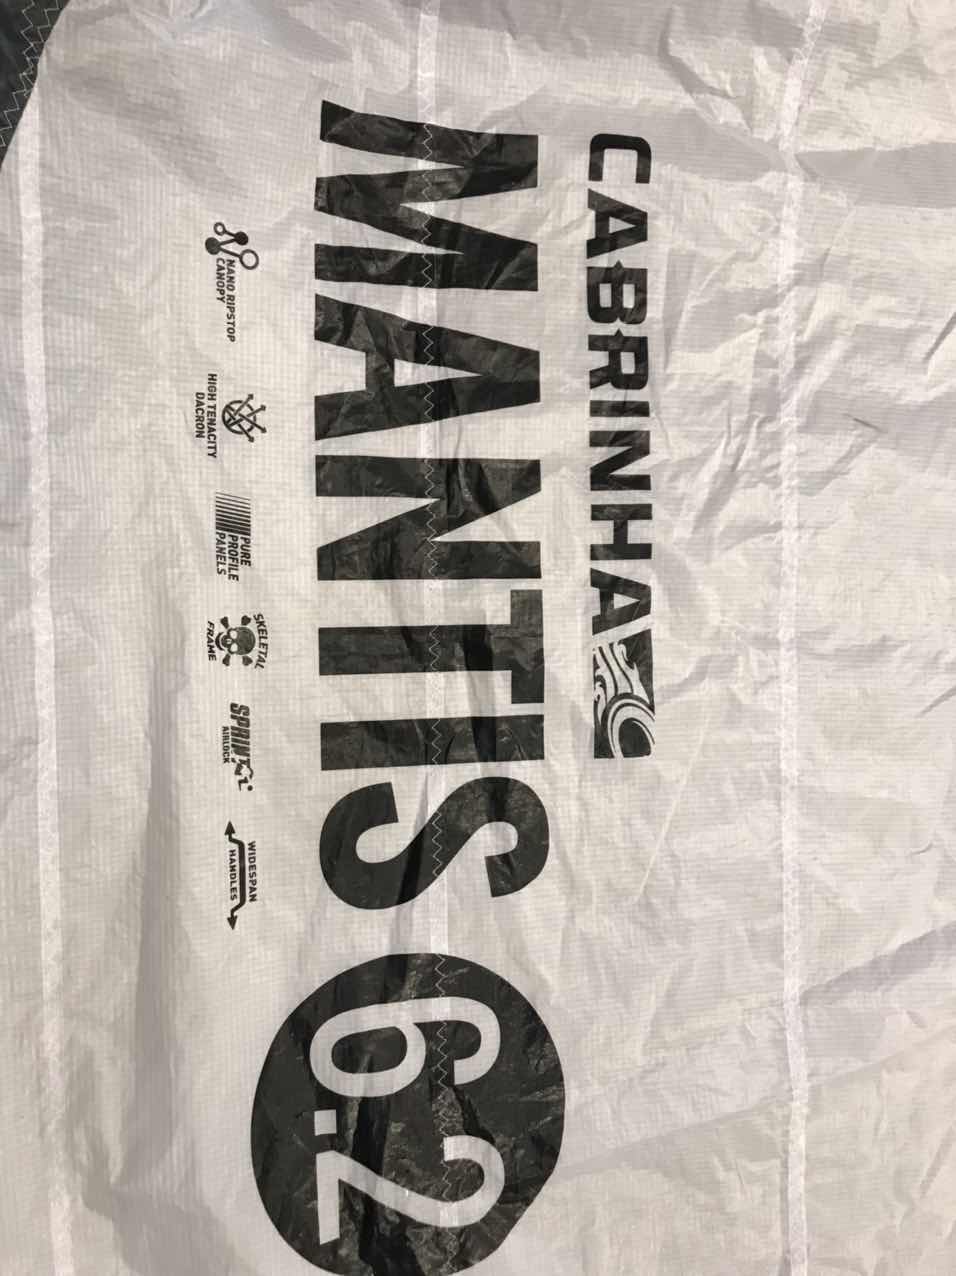 CABRINHA
MANTIS 6.2
NANO RIPSTOP
CANOPY
HIGH TENACITY
DACRON
PURE
PROFILE
PANELS
SKELETAL
FRAME
SPRINT
AIRLOCK
WIDESPAN
HANDLES